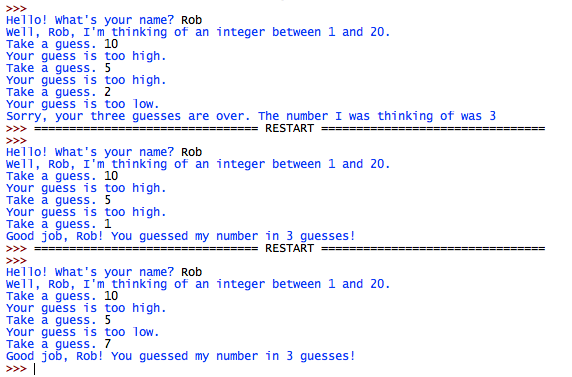 >>>
Hello! What's your name? Rob
Well, Rob, I'm thinking of an integer between 1 and 20.
Take a guess. 10
Your guess is too high.
Take a guess. 5
Your guess is too high.
Take a guess. 2
Your guess is too low.
Sorry, your three guesses are over. The number I was thinking of was 3
>>> ================================ RESTART ================================
>>>
Hello! What's your name? Rob
Well, Rob, I'm thinking of an integer between 1 and 20.
Take a guess. 10
Your guess is too high.
Take a guess. 5
Your guess is too high.
Take a guess. 1
Good job, Rob! You guessed my number in 3 guesses!
>>> ================================ RESTART ================================
>>>
Hello! What's your name? Rob
Well, Rob, I'm thinking of an integer between 1 and 20.
Take a guess. 10
Your guess is too high.
Take a guess. 5
Your guess is too low.
Take a guess. 7
Good job, Rob! You guessed my number in 3 guesses!
>>>